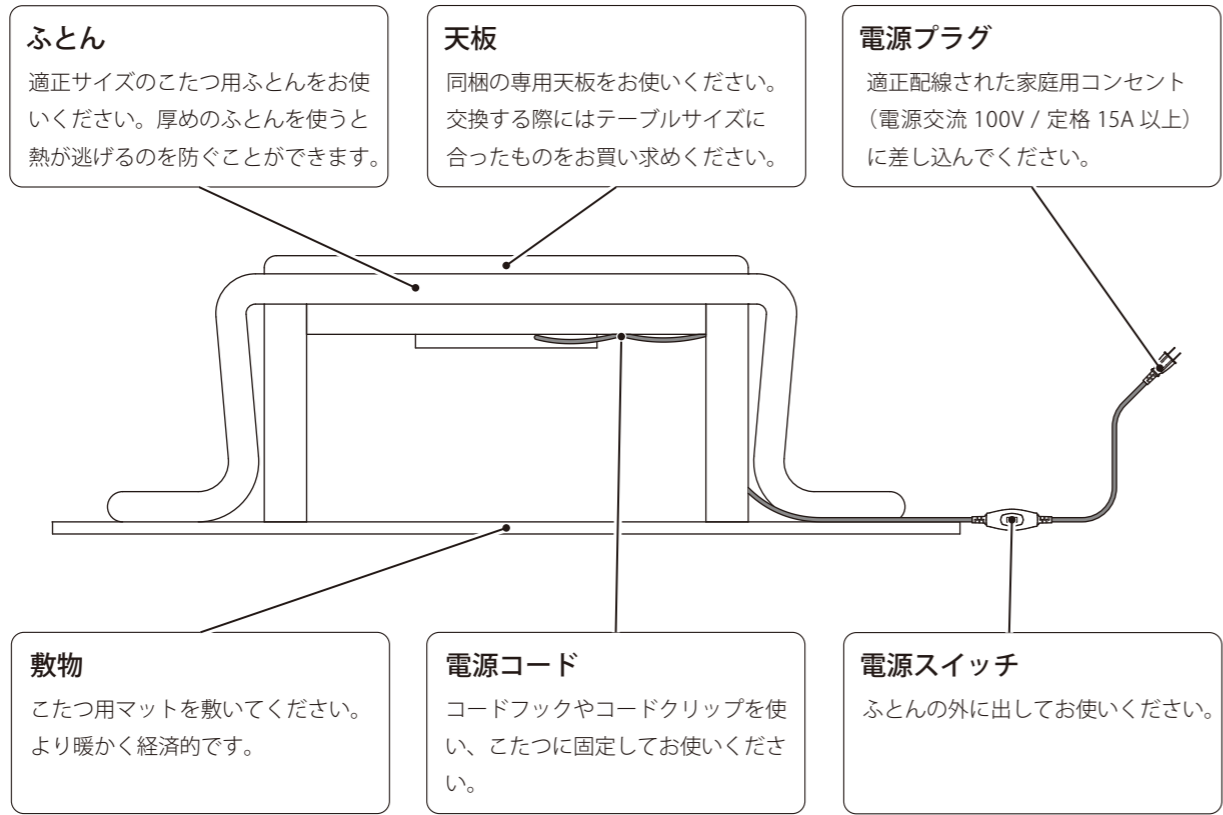 ふとん
適正サイズのこたつ用ふとんをお使
いください。厚めのふとんを使うと
熱が逃げるのを防ぐことができます。
天板
同梱の専用天板をお使いください。
交換する際にはテーブルサイズに
合ったものをお買い求めください。
電源プラグ
適正配線された家庭用コンセント
（電源交流 100V / 定格 15A 以上）
に差し込んでください。
敷物
こたつ用マットを敷いてください。
より暖かく経済的です。
電源コード
コードフックやコードクリップを使
い、こたつに固定してお使いくださ
い。
電源スイッチ
ふとんの外に出してお使いください。